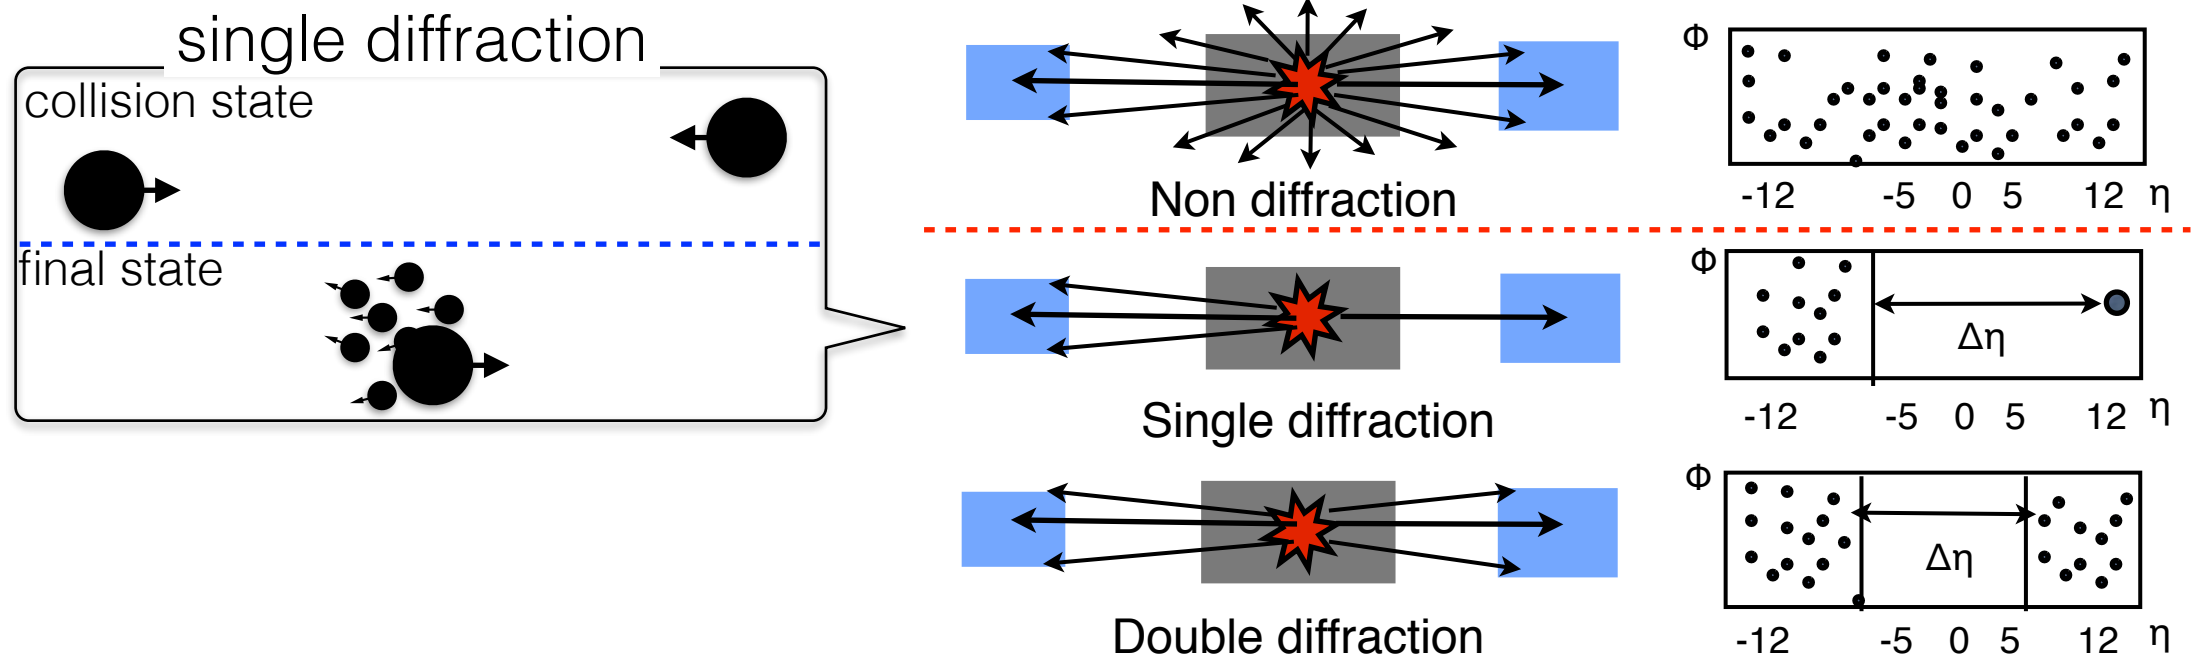 single diffraction
collision state
final state
Non diffraction
Φ
-12 -5 0 5 12 η
Single diffraction
Φ
Δη
-12 -5 0 5 12 η
Double diffraction
Φ
Δη
-12 -5 0 5 12 η